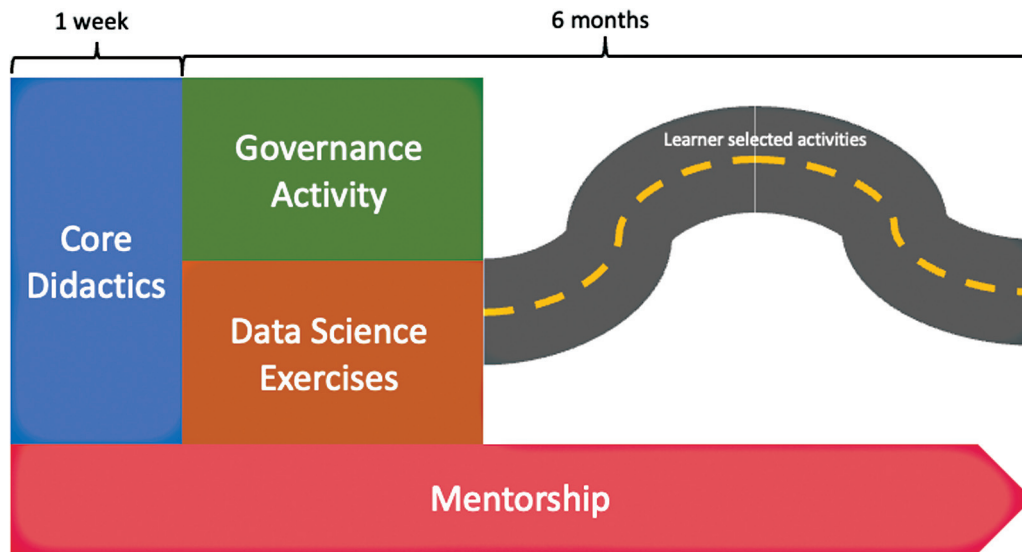 1 week
6 months
Core
Didactics
Governance
Activity
Data Science
Exercises
Learner selected activities
Mentorship